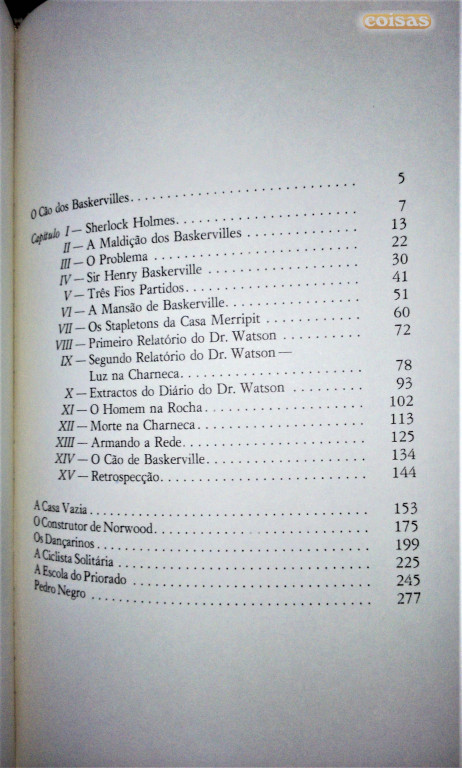 coisas
O Cão dos Baskervilles. . . . . . . . . . . . . . . . . . . . . . . . . . . . . 5
Capítulo I — Sherlock Holmes. . . . . . . . . . . . . . . . . . . . . . . . 7
II — A Maldição dos Baskervilles . . . . . . . . . . . . . . 13
III — O Problema . . . . . . . . . . . . . . . . . . . . . . . . . . . 22
IV — Sir Henry Baskerville . . . . . . . . . . . . . . . . . . . 30
V — Três Fios Partidos. . . . . . . . . . . . . . . . . . . . . . 41
VI — A Mansão de Baskerville. . . . . . . . . . . . . . . . . 51
VII — Os Stapletons da Casa Merripit . . . . . . . . . . . . 60
VIII — Primeiro Relatório do Dr. Watson . . . . . . . . . . 72
IX — Segundo Relatório do Dr. Watson —
Luz na Charneca. . . . . . . . . . . . . . . . . . . . . . . 78
X — Extractos do Diário do Dr. Watson . . . . . . . . . 93
XI — O Homem na Rocha. . . . . . . . . . . . . . . . . . . . 102
XII — Morte na Charneca. . . . . . . . . . . . . . . . . . . . . 113
XIII — Armando a Rede. . . . . . . . . . . . . . . . . . . . . . . 125
XIV — O Cão de Baskerville. . . . . . . . . . . . . . . . . . . . 134
XV — Retrospecção. . . . . . . . . . . . . . . . . . . . . . . . . . 144
A Casa Vazia . . . . . . . . . . . . . . . . . . . . . . . . . . . . . . . . . . 153
O Construtor de Norwood. . . . . . . . . . . . . . . . . . . . . . . . . 175
Os Dançarinos. . . . . . . . . . . . . . . . . . . . . . . . . . . . . . . . . 199
A Ciclista Solitária . . . . . . . . . . . . . . . . . . . . . . . . . . . . . . 225
A Escola do Priorado . . . . . . . . . . . . . . . . . . . . . . . . . . . . 245
Pedro Negro . . . . . . . . . . . . . . . . . . . . . . . . . . . . . . . . . . 277